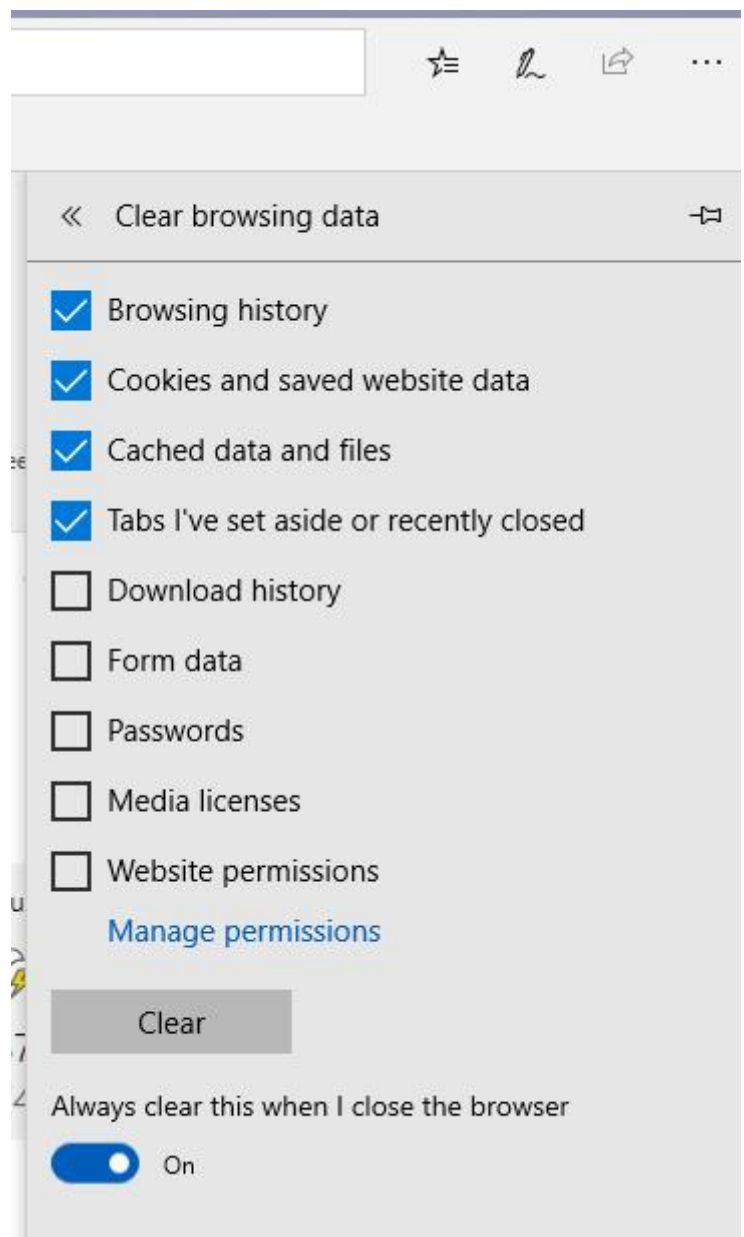 Clear browsing data
Browsing history
Cookies and saved website data
Cached data and files
Tabs I've set aside or recently closed
Download history
Form data
Passwords
Media licenses
Website permissions
Manage permissions
Clear
Always clear this when I close the browser
On